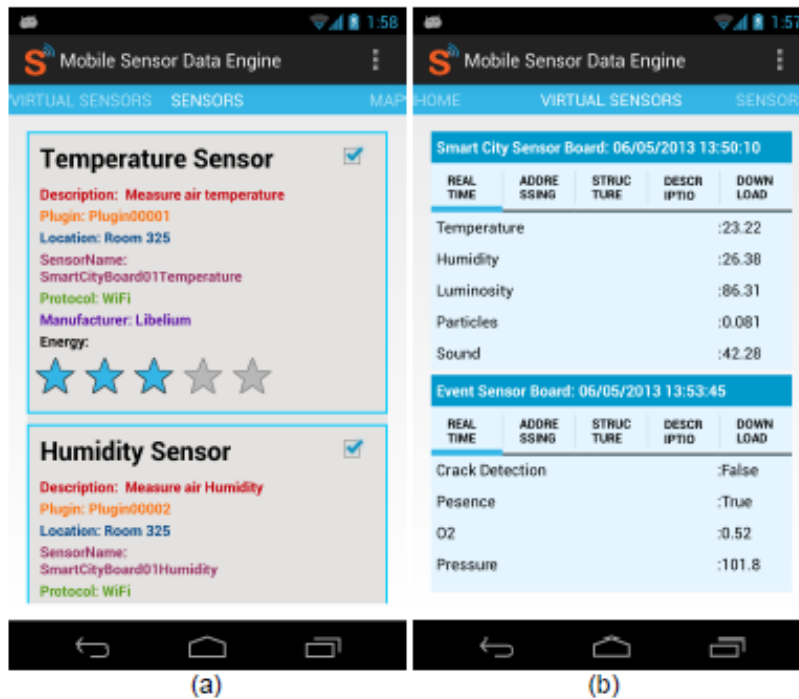 1:58
Mobile Sensor Data Engine
VIRTUAL SENSORS SENSORS MAP
Temperature Sensor
Description: Measure air temperature
Plugin: Plugin00001
Location: Room 325
SensorName:
SmartCityBoard01Temperature
Protocol: WiFi
Manufacturer: Libelium
Energy:
Humidity Sensor
Description: Measure air Humidity
Plugin: Plugin00002
Location: Room 325
SensorName:
SmartCityBoard01Humidity
Protocol: WiFi
(a)
1:57
Mobile Sensor Data Engine
HOME VIRTUAL SENSORS SENSOR
Smart City Sensor Board: 06/05/2013 13:50:10
REAL TIME ADDRE SSING STRUC TURE DESCR IPTIO DOWN LOAD
Temperature :23.22
Humidity :26.38
Luminosity :86.31
Particles :0.081
Sound :42.28
Event Sensor Board: 06/05/2013 13:53:45
REAL TIME ADDRE SSING STRUC TURE DESCR IPTIO DOWN LOAD
Crack Detection :False
Pesence :True
O2 :0.52
Pressure :101.8
(b)